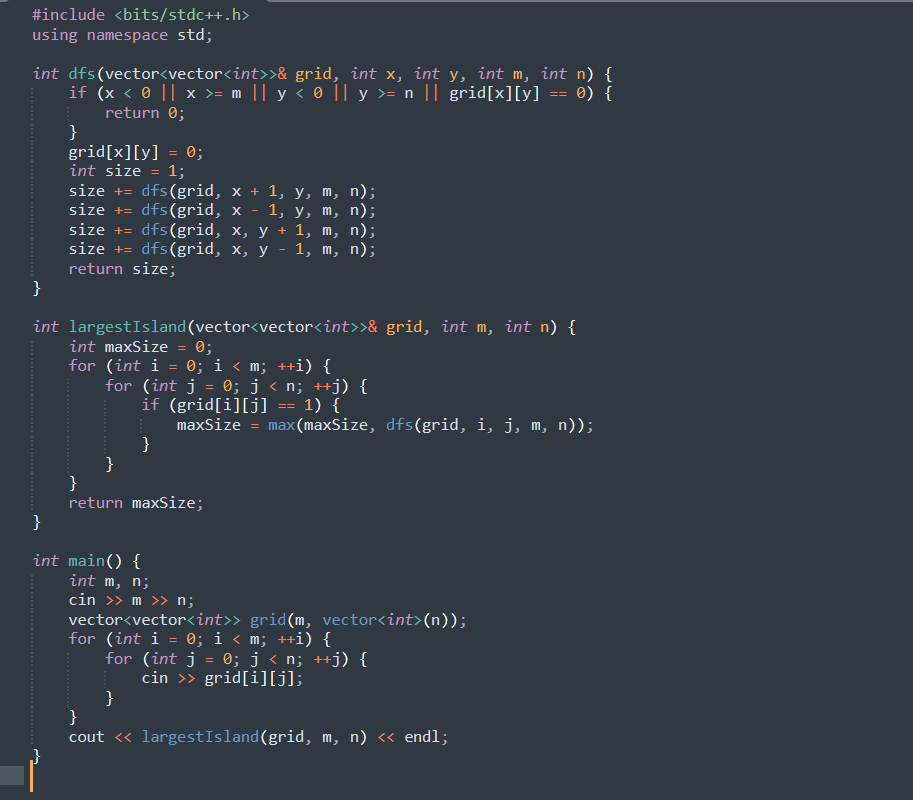 #include <bits/stdc++.h>
using namespace std;

int dfs(vector<vector<int>>& grid, int x, int y, int m, int n) {
    if (x < 0 || x >= m || y < 0 || y >= n || grid[x][y] == 0) {
        return 0;
    }
    grid[x][y] = 0;
    int size = 1;
    size += dfs(grid, x + 1, y, m, n);
    size += dfs(grid, x - 1, y, m, n);
    size += dfs(grid, x, y + 1, m, n);
    size += dfs(grid, x, y - 1, m, n);
    return size;
}

int largestIsland(vector<vector<int>>& grid, int m, int n) {
    int maxSize = 0;
    for (int i = 0; i < m; ++i) {
        for (int j = 0; j < n; ++j) {
            if (grid[i][j] == 1) {
                maxSize = max(maxSize, dfs(grid, i, j, m, n));
            }
        }
    }
    return maxSize;
}

int main() {
    int m, n;
    cin >> m >> n;
    vector<vector<int>> grid(m, vector<int>(n));
    for (int i = 0; i < m; ++i) {
        for (int j = 0; j < n; ++j) {
            cin >> grid[i][j];
        }
    }
    cout << largestIsland(grid, m, n) << endl;
}